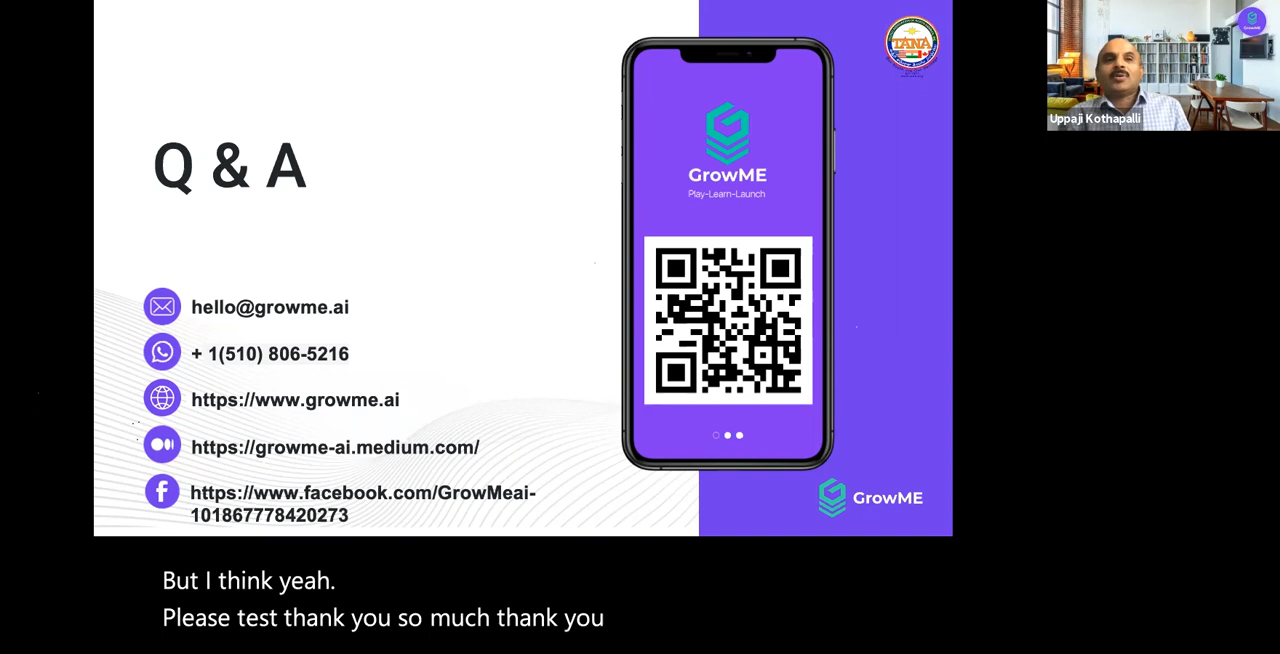 Q & A
hello@growme.ai
+ 1(510) 806-5216
https://www.growme.ai
https://growme-ai.medium.com/
https://www.facebook.com/GrowMeai-
101867778420273
GrowME
Play-Learn-Launch
TANA
GrowME
Uppaji Kothapalli
But I think yeah.
Please test thank you so much thank you